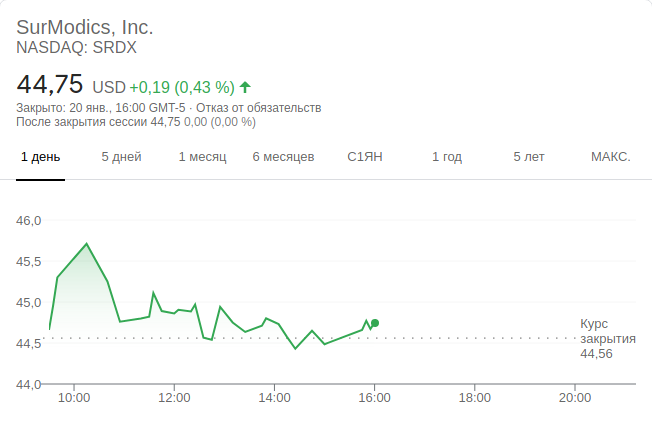 SurModics, Inc.
NASDAQ: SRDX
44,75 USD +0,19 (0,43 %)
Закрыто: 20 янв., 16:00 GMT-5 · Отказ от обязательств
После закрытия сессии 44,75 0,00 (0,00 %)
1 день 5 дней 1 месяц 6 месяцев С1ЯН 1 год 5 лет МАКС.
46,0
45,5
45,0
44,5
44,0
Курс
закрытия
44,56
10:00 12:00 14:00 16:00 18:00 20:00